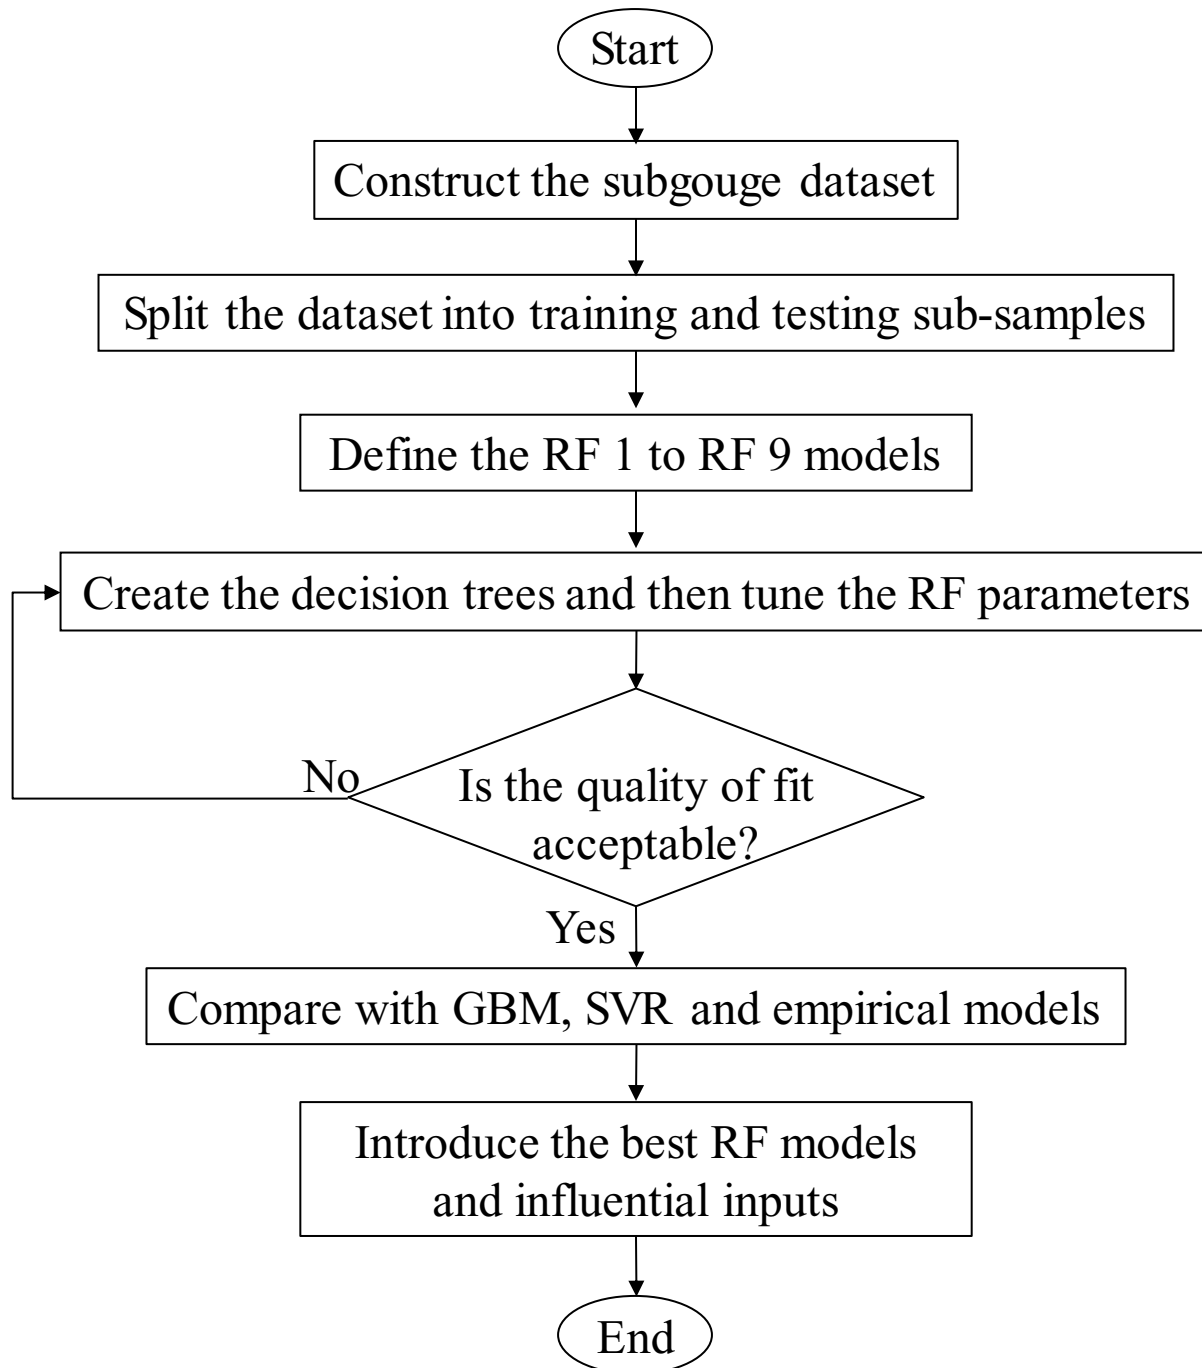 Start
Construct the subgouge dataset
Split the dataset into training and testing sub-samples
Define the RF 1 to RF 9 models
Create the decision trees and then tune the RF parameters
No
Is the quality of fit
acceptable?
Yes
Compare with GBM, SVR and empirical models
Introduce the best RF models
and influential inputs
End